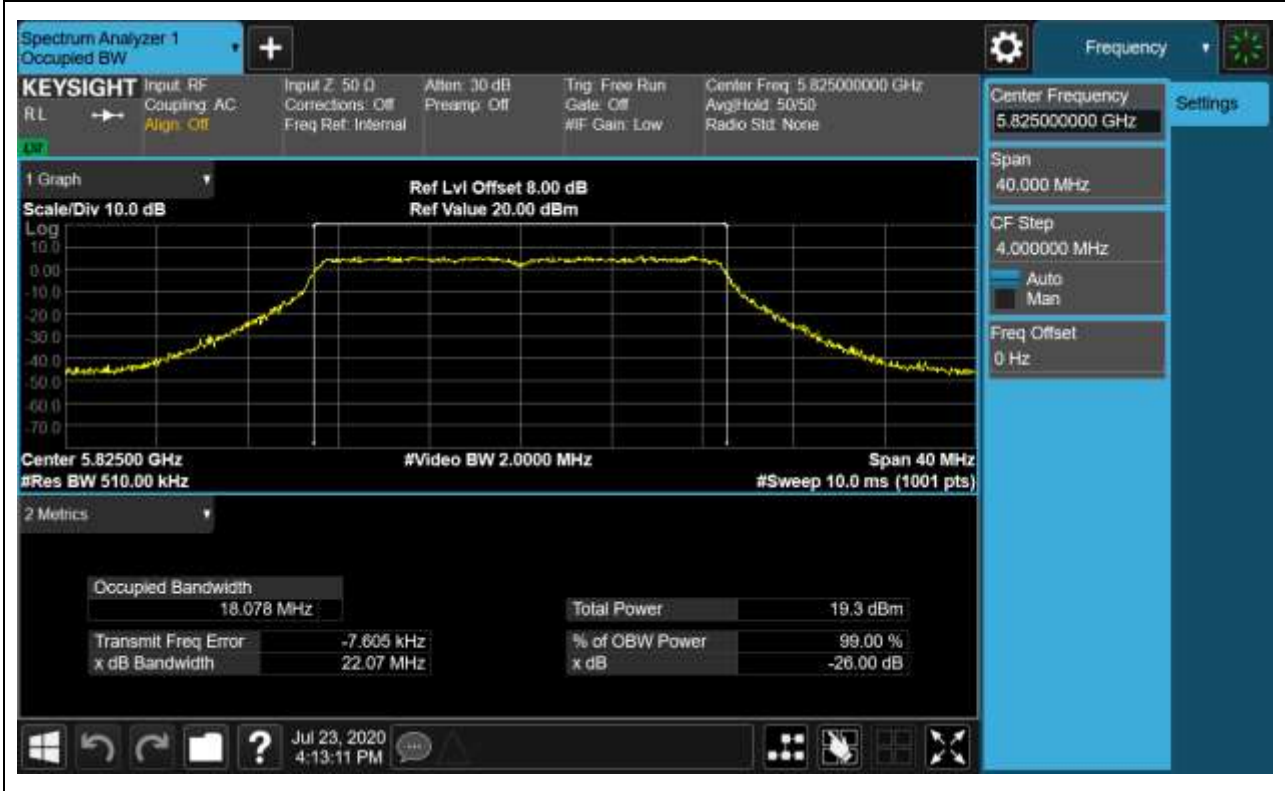 Spectrum Analyzer 1
Occupied BW
+
Frequency
KEYSIGHT
Input: RF
Coupling: AC
Align: Off
Input Z: 50 Ω
Corrections: Off
Freq Ref: Internal
Atten: 30 dB
Preamp: Off
Trig: Free Run
Gate: Off
#IF Gain: Low
Center Freq: 5.825000000 GHz
Avg|Hold: 50/50
Radio Std: None
RL
Center Frequency
5.825000000 GHz
Settings
Span
40.000 MHz
CF Step
4.000000 MHz
Auto
Man
Freq Offset
0 Hz
1 Graph
Scale/Div 10.0 dB
Ref Lvl Offset 8.00 dB
Ref Value 20.00 dBm
Log
10.0
0.00
-10.0
-20.0
-30.0
-40.0
-50.0
-60.0
-70.0
Center 5.82500 GHz
#Video BW 2.0000 MHz
Span 40 MHz
#Res BW 510.00 kHz
#Sweep 10.0 ms (1001 pts)
2 Metrics
Occupied Bandwidth
18.078 MHz
Total Power 19.3 dBm
Transmit Freq Error -7.605 kHz
% of OBW Power 99.00 %
x dB Bandwidth 22.07 MHz
x dB -26.00 dB
?
Jul 23, 2020
4:13:11 PM